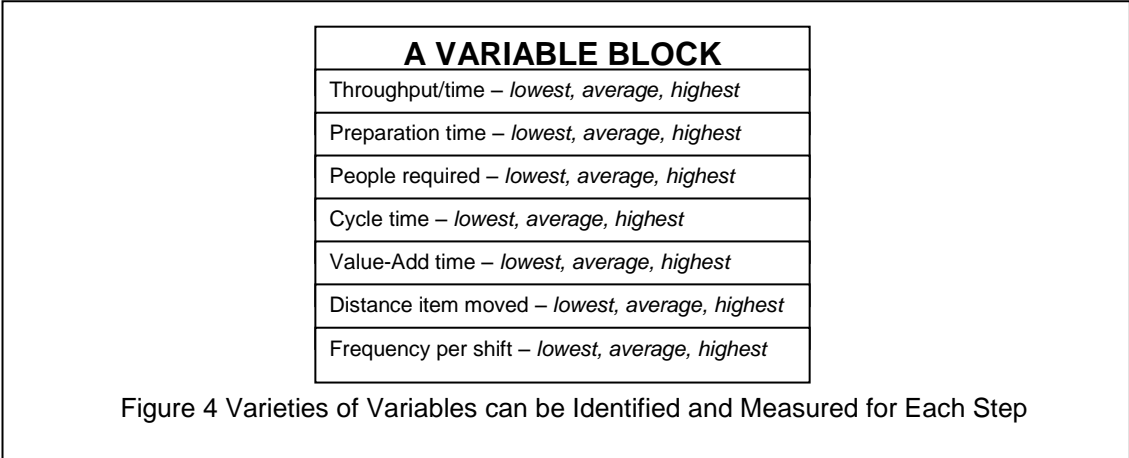 A VARIABLE BLOCK
Throughput/time – lowest, average, highest
Preparation time – lowest, average, highest
People required – lowest, average, highest
Cycle time – lowest, average, highest
Value-Add time – lowest, average, highest
Distance item moved – lowest, average, highest
Frequency per shift – lowest, average, highest
Figure 4 Varieties of Variables can be Identified and Measured for Each Step